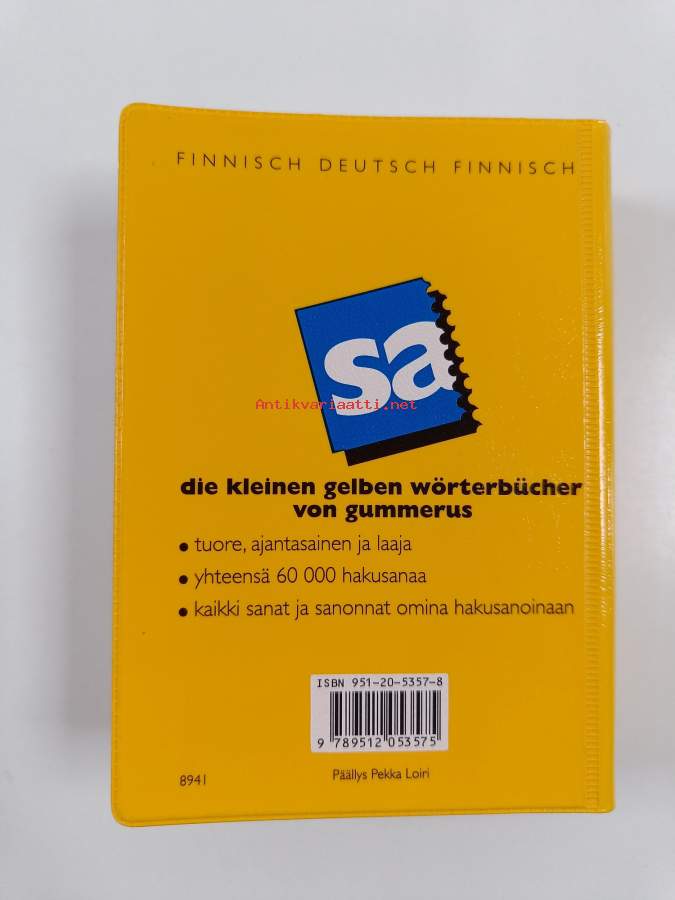 FINNISCH DEUTSCH FINNISCH
sa
Antikvariaatti.net
die kleinen gelben wörterbücher
von gummerus
• tuore, ajantasainen ja laaja
• yhteensä 60 000 hakusanaa
• kaikki sanat ja sanonnat omina hakusanoinaan
ISBN 951-20-5357-8
9 789512 053575
8941
Päällys Pekka Loiri